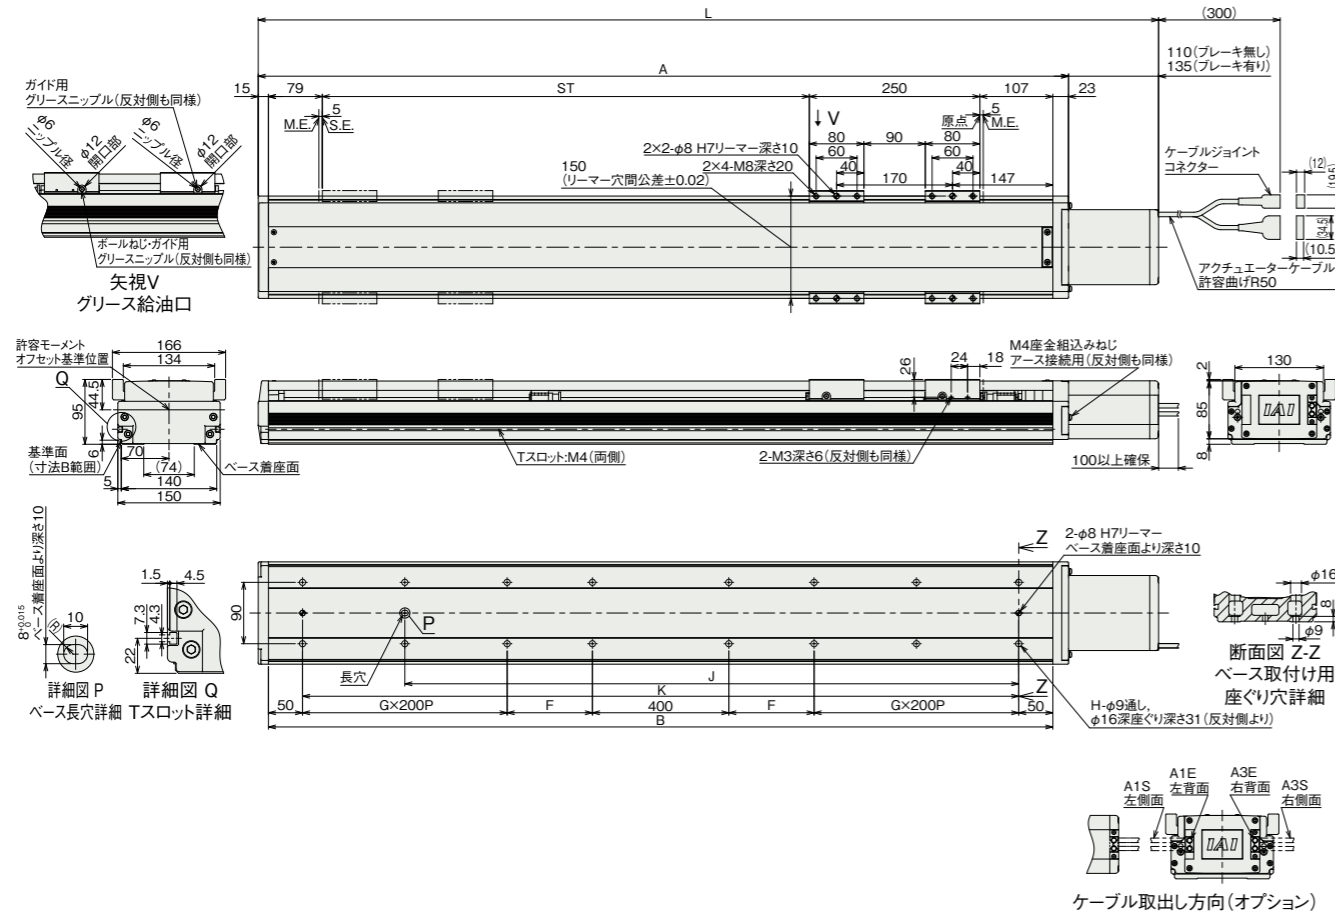 L
(300)
A
110(ブレーキ無し)
135(ブレーキ有り)
15
79
ST
250
107
23
5
M.E.
S.E.
V
原点
5
M.E.
80
90
80
60
60
40
40
170
147
2×2-φ8 H7リーマー深さ10
2×4-M8深さ20
150
(リーマー穴間公差±0.02)
ケーブルジョイント
コネクター
(12)
(19.5)
(34.5)
(10.5)
アクチュエーターケーブル
許容曲げR50
ガイド用
グリースニップル(反対側も同様)
φ6
ニップル径
φ12
開口部
φ6
ニップル径
φ12
開口部
ボールねじ・ガイド用
グリースニップル(反対側も同様)
矢視V
グリース給油口
許容モーメント
オフセット基準位置
166
134
Q
44.5
95
6
基準面
(寸法B範囲)
70
(74)
ベース着座面
5
140
150
26
24
18
M4座金組込みねじ
アース接続用(反対側も同様)
Tスロット:M4(両側)
2-M3深さ6(反対側も同様)
100以上確保
130
2
85
8
IAI
8+0.015 0
ベース着座面より深さ10
10
(R)
詳細図 P
ベース長穴詳細
1.5
4.5
7.3
4.3
22
詳細図 Q
Tスロット詳細
90
P
長穴
Z
2-φ8 H7リーマー
ベース着座面より深さ10
J
K
Z
50
G×200P
F
400
F
G×200P
50
B
H-φ9通し,
φ16深座ぐり深さ31(反対側より)
φ16
8
φ9
断面図 Z-Z
ベース取付け用
座ぐり穴詳細
A1S
左側面
A1E
左背面
A3E
右背面
A3S
右側面
IAI
ケーブル取出し方向(オプション)